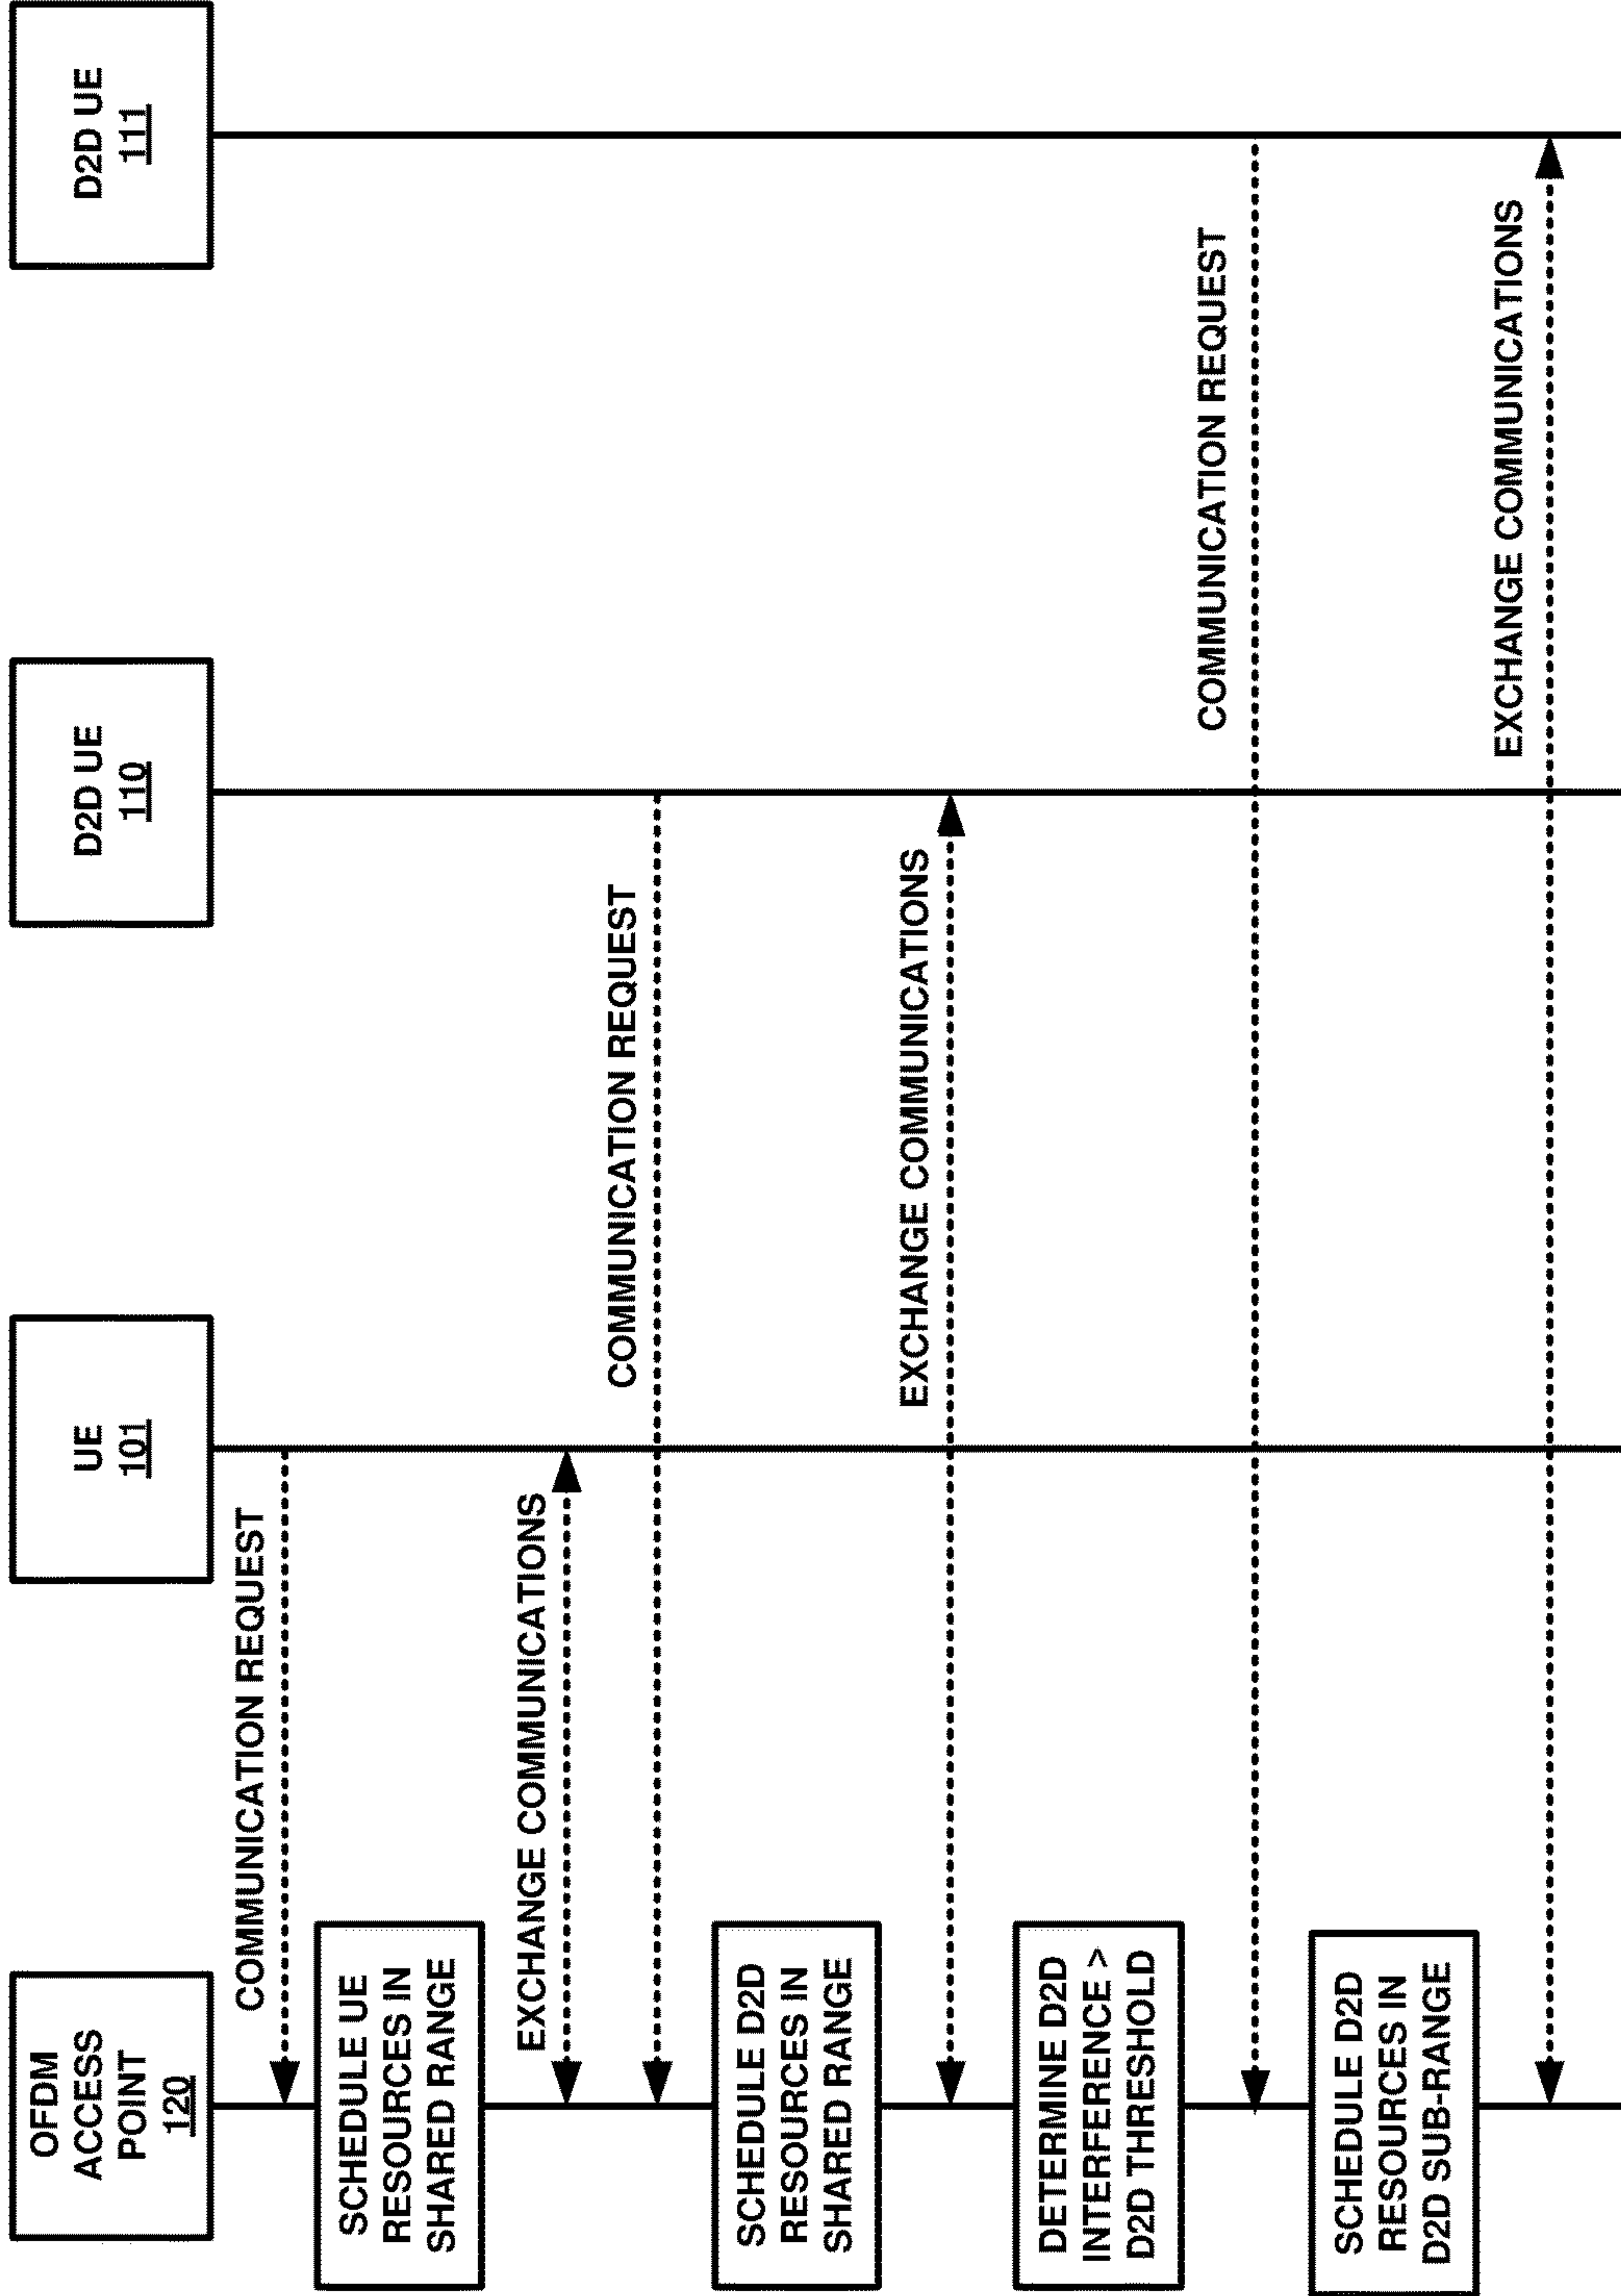 OFDM
ACCESS
POINT
120
UE
101
D2D UE
110
D2D UE
111
COMMUNICATION REQUEST
SCHEDULE UE
RESOURCES IN
SHARED RANGE
EXCHANGE COMMUNICATIONS
COMMUNICATION REQUEST
SCHEDULE D2D
RESOURCES IN
SHARED RANGE
EXCHANGE COMMUNICATIONS
DETERMINE D2D
INTERFERENCE >
D2D THRESHOLD
COMMUNICATION REQUEST
SCHEDULE D2D
RESOURCES IN
D2D SUB-RANGE
EXCHANGE COMMUNICATIONS